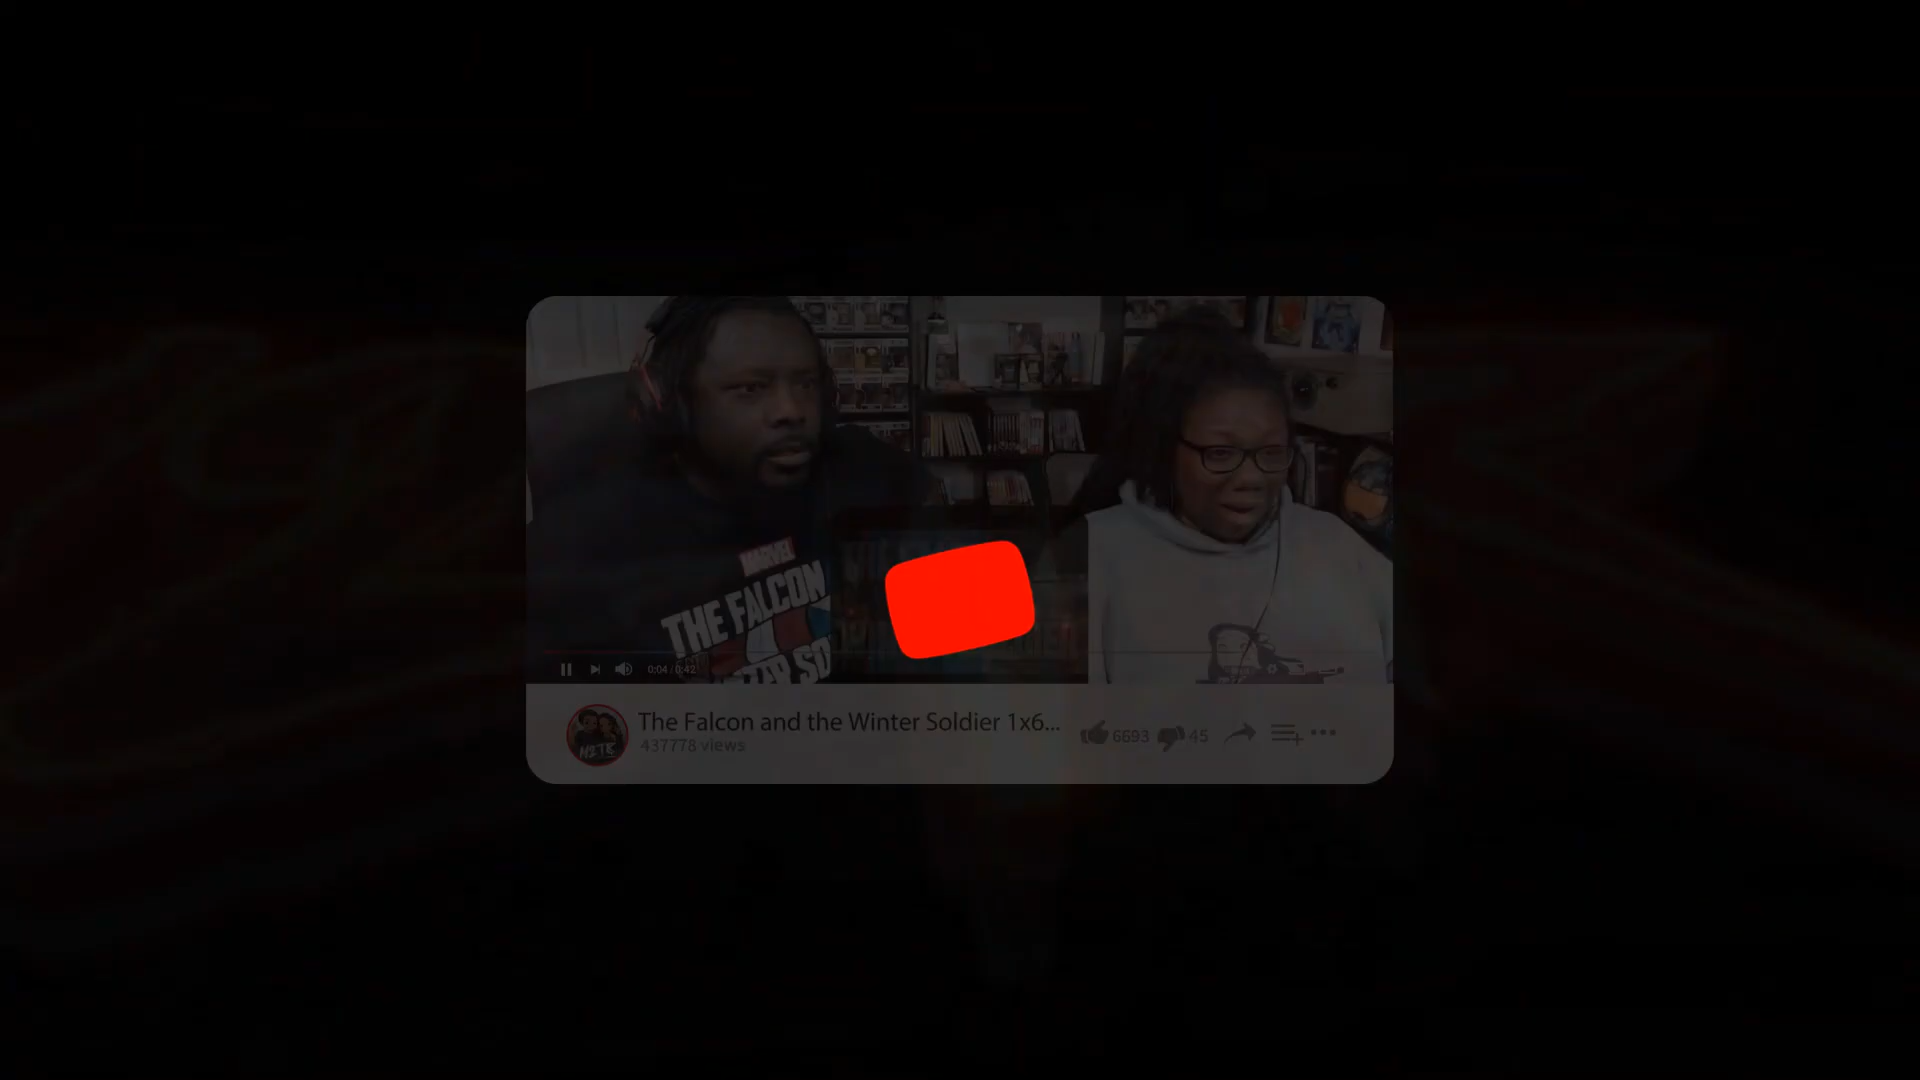 MARVEL
THE FALCON
0:04 / 0:42
The Falcon and the Winter Soldier 1x6...
437778 views
6693
45